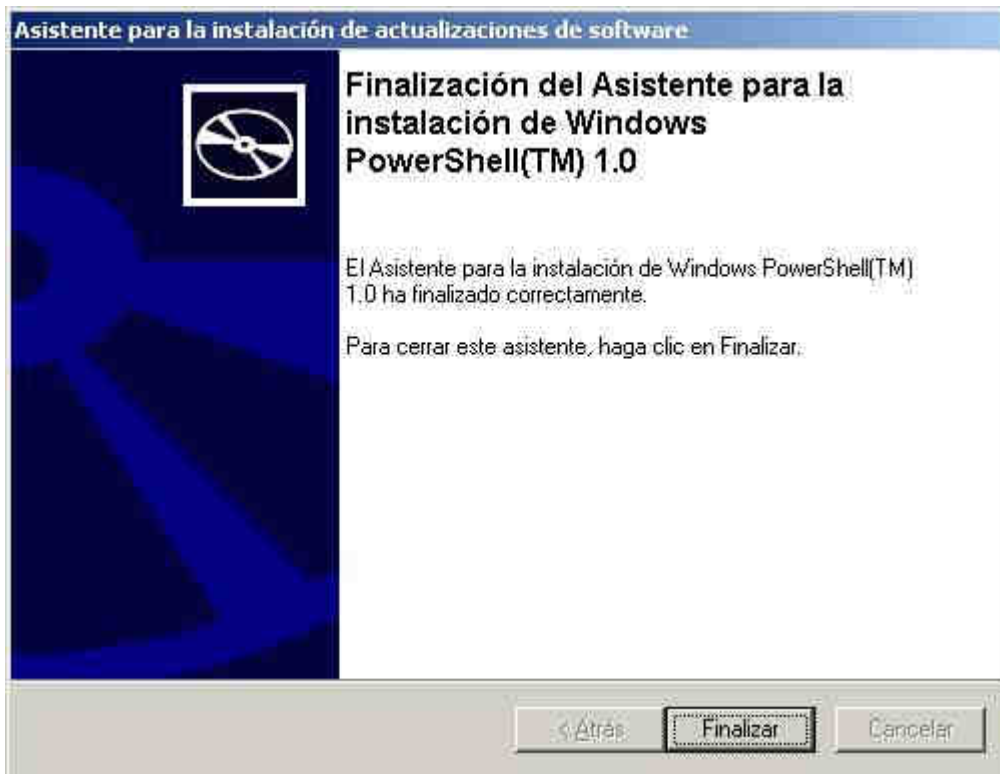 Asistente para la instalación de actualizaciones de software
Finalización del Asistente para la
instalación de Windows
PowerShell(TM) 1.0
El Asistente para la instalación de Windows PowerShell(TM)
1.0 ha finalizado correctamente.
Para cerrar este asistente, haga clic en Finalizar.
< Atrás Finalizar Cancelar